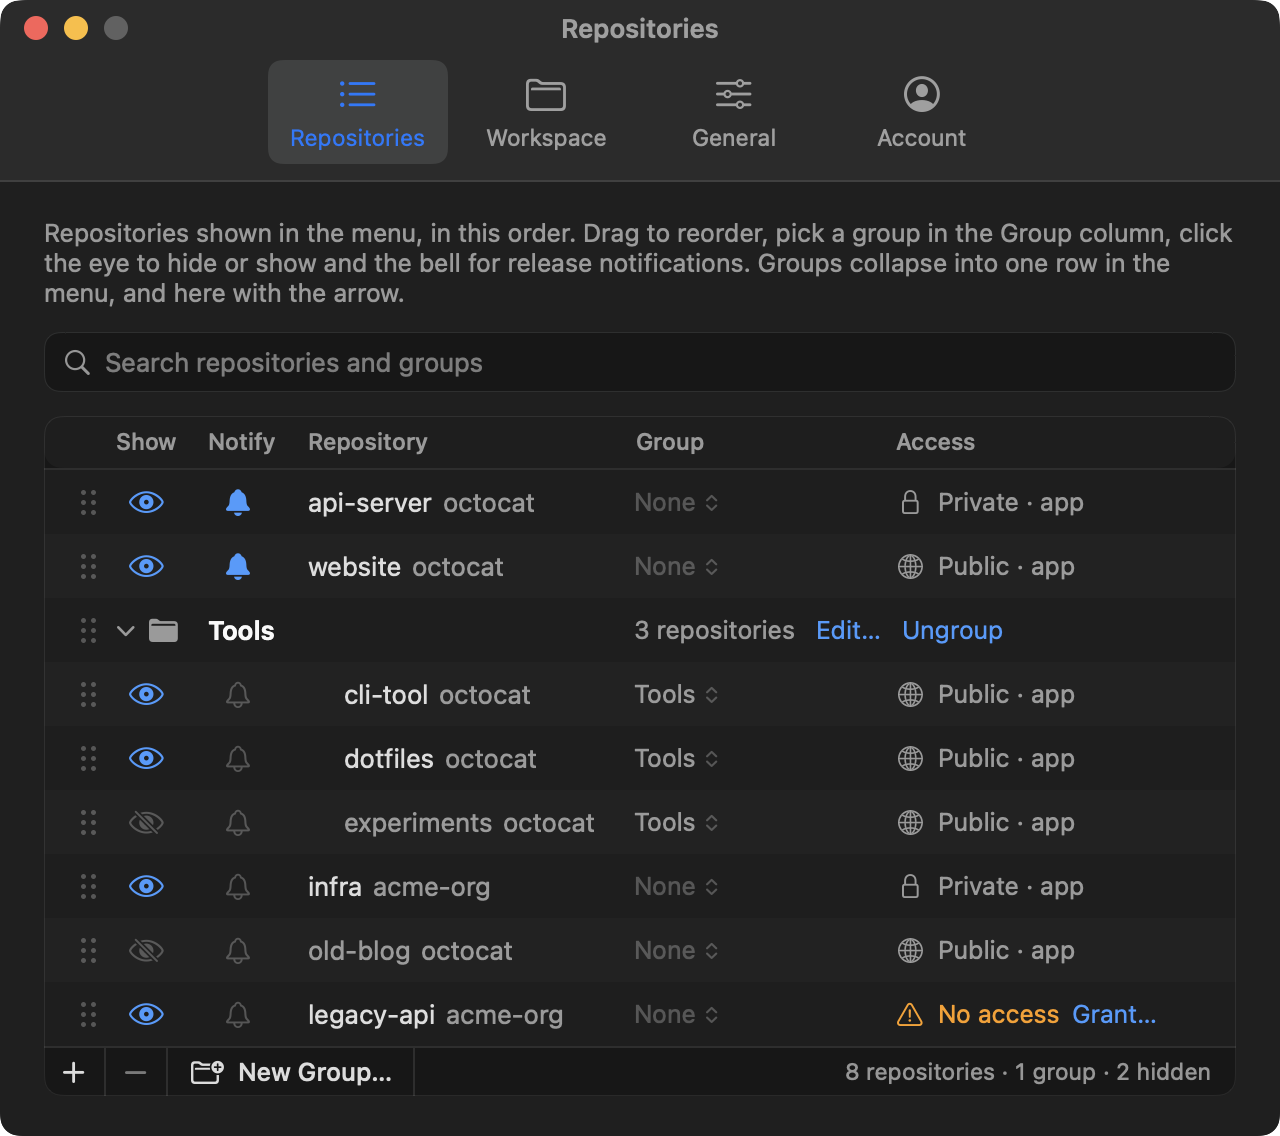 Repositories
Repositories Workspace General Account
Repositories shown in the menu, in this order. Drag to reorder, pick a group in the Group column, click
the eye to hide or show and the bell for release notifications. Groups collapse into one row in the
menu, and here with the arrow.
Search repositories and groups
Show Notify Repository Group Access
api-server octocat None Private · app
website octocat None Public · app
Tools 3 repositories Edit... Ungroup
cli-tool octocat Tools Public · app
dotfiles octocat Tools Public · app
experiments octocat Tools Public · app
infra acme-org None Private · app
old-blog octocat None Public · app
legacy-api acme-org None No access Grant...
New Group... 8 repositories · 1 group · 2 hidden